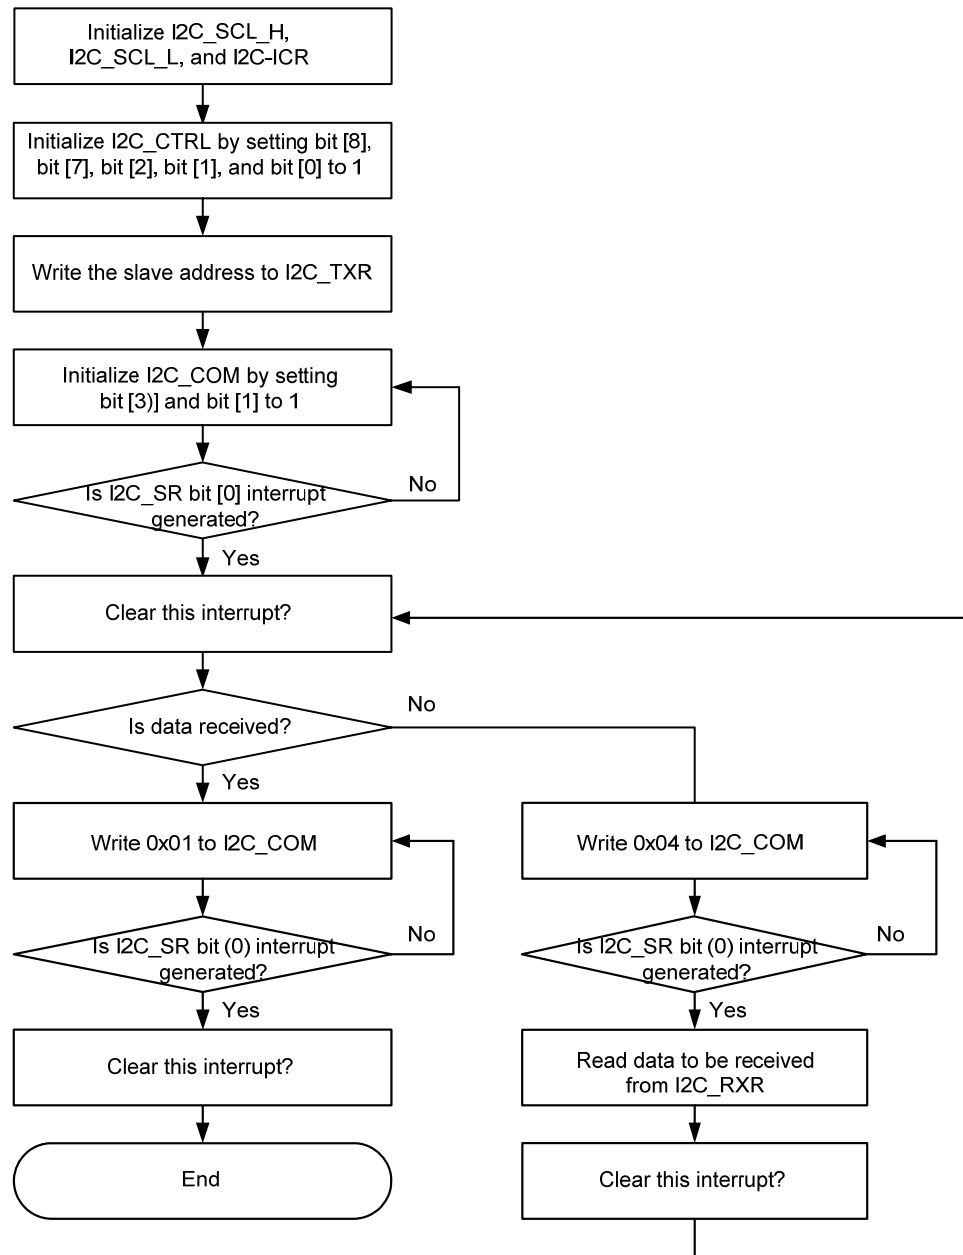 Initialize I2C_SCL_H,
I2C_SCL_L, and I2C-ICR
Initialize I2C_CTRL by setting bit [8],
bit [7], bit [2], bit [1], and bit [0] to 1
Write the slave address to I2C_TXR
Initialize I2C_COM by setting
bit [3)] and bit [1] to 1
No
Is I2C_SR bit [0] interrupt
generated?
Yes
Clear this interrupt?
No
Is data received?
Yes
Write 0x01 to I2C_COM
No
Is I2C_SR bit (0) interrupt
generated?
Yes
Clear this interrupt?
End
Write 0x04 to I2C_COM
No
Is I2C_SR bit (0) interrupt
generated?
Yes
Read data to be received
from I2C_RXR
Clear this interrupt?